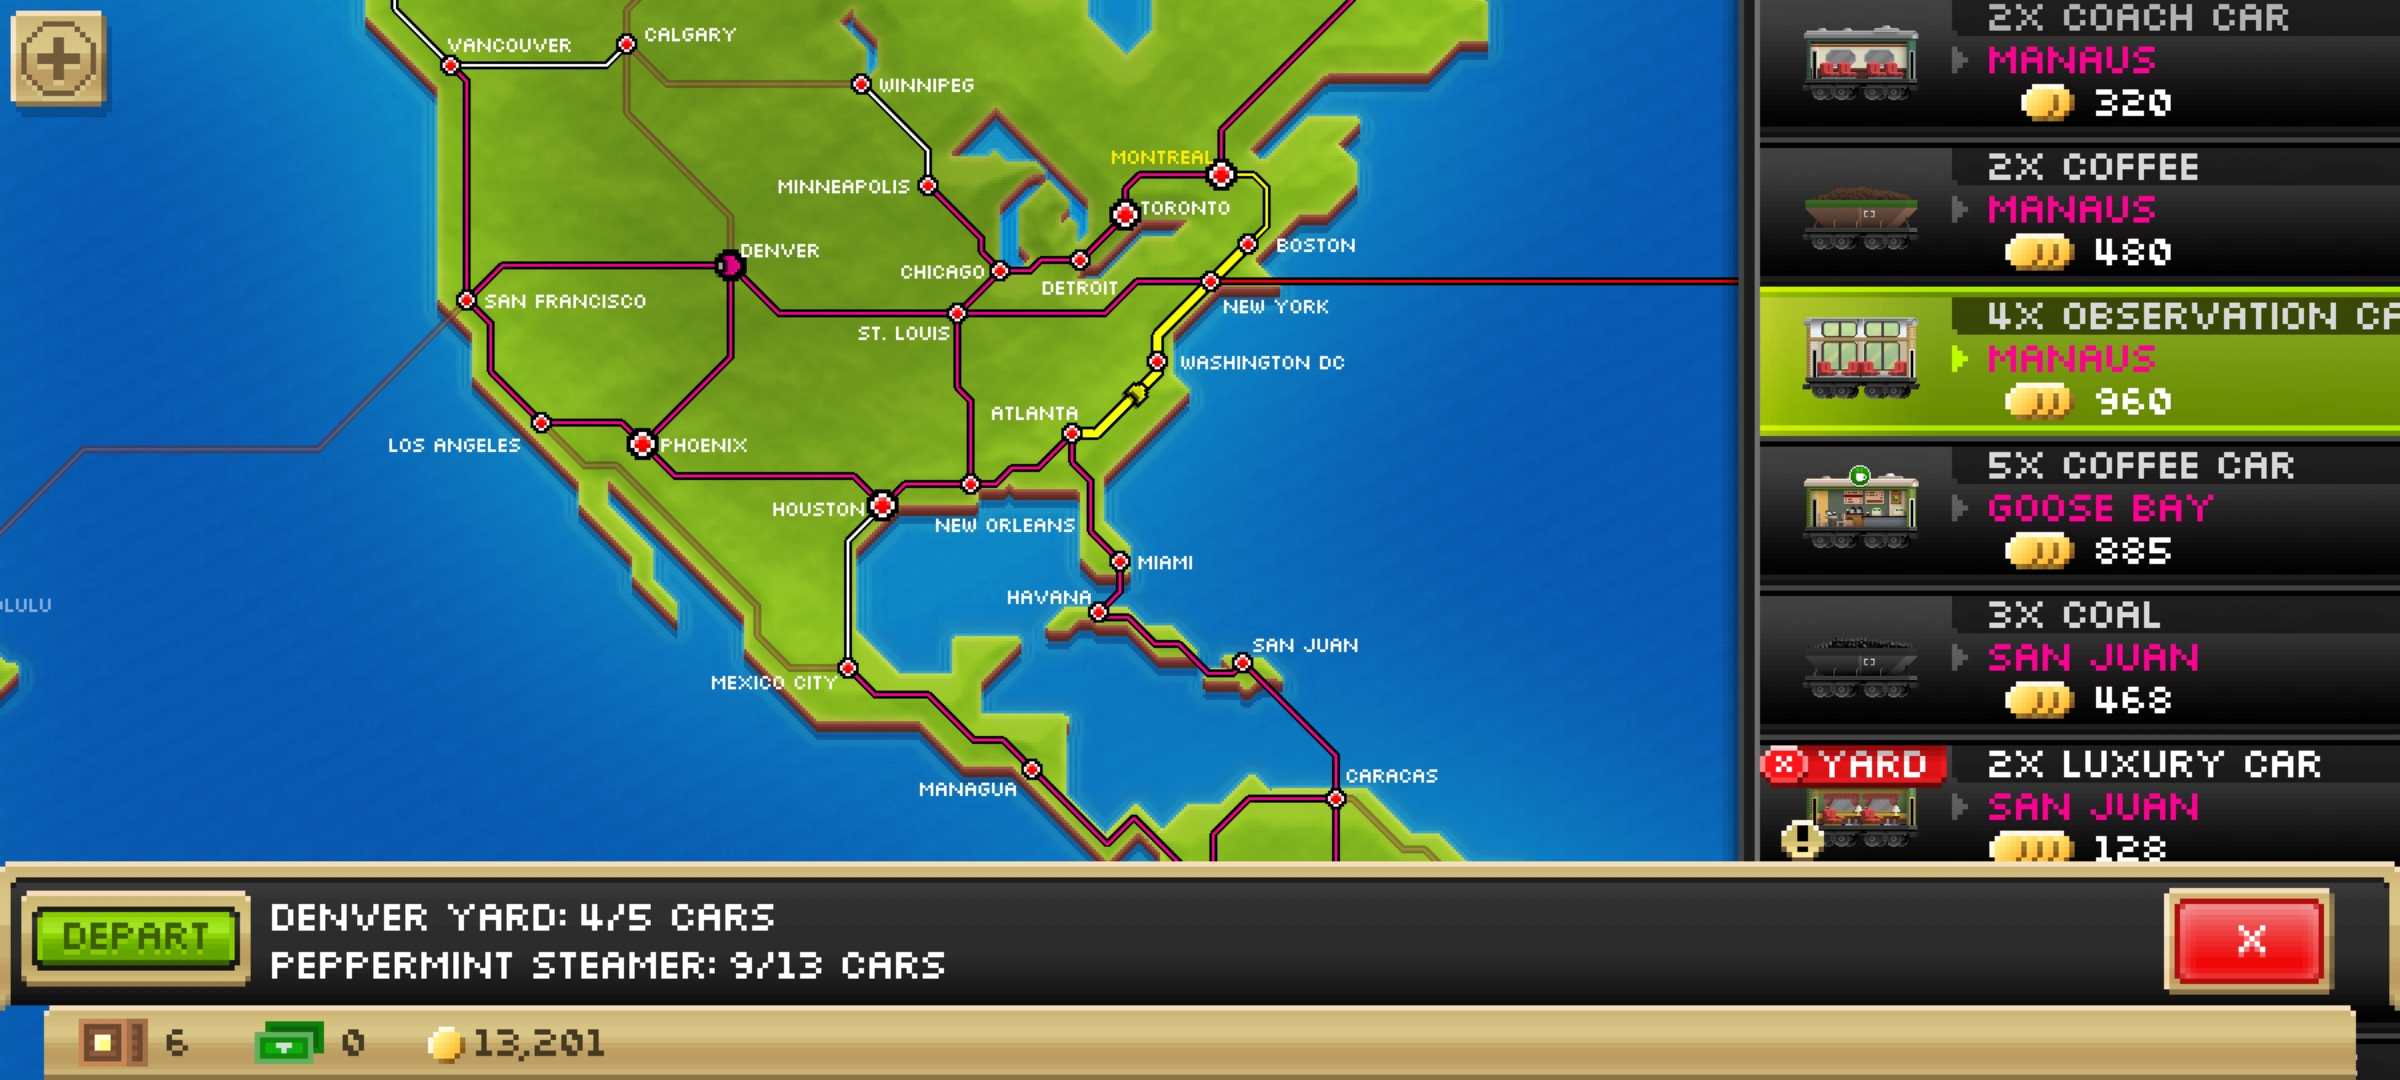 VANCOUVER
CALGARY
WINNIPEG
MONTREAL
MINNEAPOLIS
TORONTO
DENVER
BOSTON
CHICAGO
DETROIT
SAN FRANCISCO
NEW YORK
ST. LOUIS
WASHINGTON DC
ATLANTA
LOS ANGELES
PHOENIX
HOUSTON
NEW ORLEANS
MIAMI
HAVANA
LULU
SAN JUAN
MEXICO CITY
MANAGUA
CARACAS
2X COACH CAR
MANAUS
320
2X COFFEE
MANAUS
480
4X OBSERVATION CA
MANAUS
960
5X COFFEE CAR
GOOSE BAY
885
3X COAL
SAN JUAN
468
X YARD
2X LUXURY CAR
SAN JUAN
128
DEPART
DENVER YARD: 4/5 CARS
PEPPERMINT STEAMER: 9/13 CARS
X
6
0
13,201